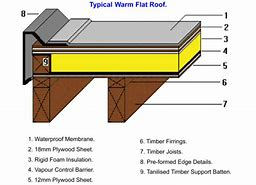 Typical Warm Flat Roof.
8
1
2
3
9
4
5
6
7
1. Waterproof Membrane.
2. 18mm Plywood Sheet.
3. Rigid Foam Insulation.
4. Vapour Control Barrier.
5. 12mm Plywood Sheet.
6. Timber Firrings.
7. Timber Joists.
8. Pre-formed Edge Details.
9. Tanilised Timber Support Batten.